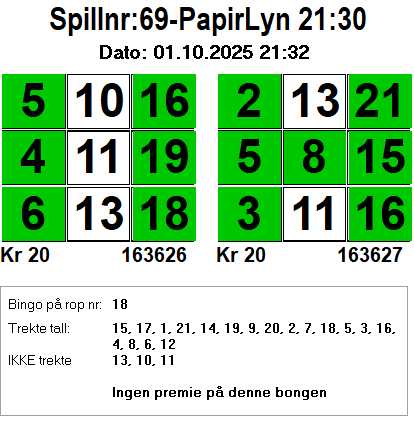 Spillnr:69-PapirLyn 21:30
Dato: 01.10.2025 21:32
5 10 16 2 13 21
4 11 19 5 8 15
6 13 18 3 11 16
Kr 20 163626 Kr 20 163627
Bingo på rop nr: 18
Trekte tall: 15, 17, 1, 21, 14, 19, 9, 20, 2, 7, 18, 5, 3, 16,
4, 8, 6, 12
IKKE trekte 13, 10, 11
Ingen premie på denne bongen